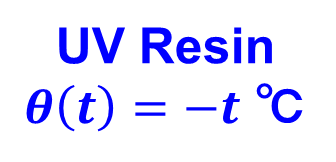 UV Resin
θ(t) = −t ℃